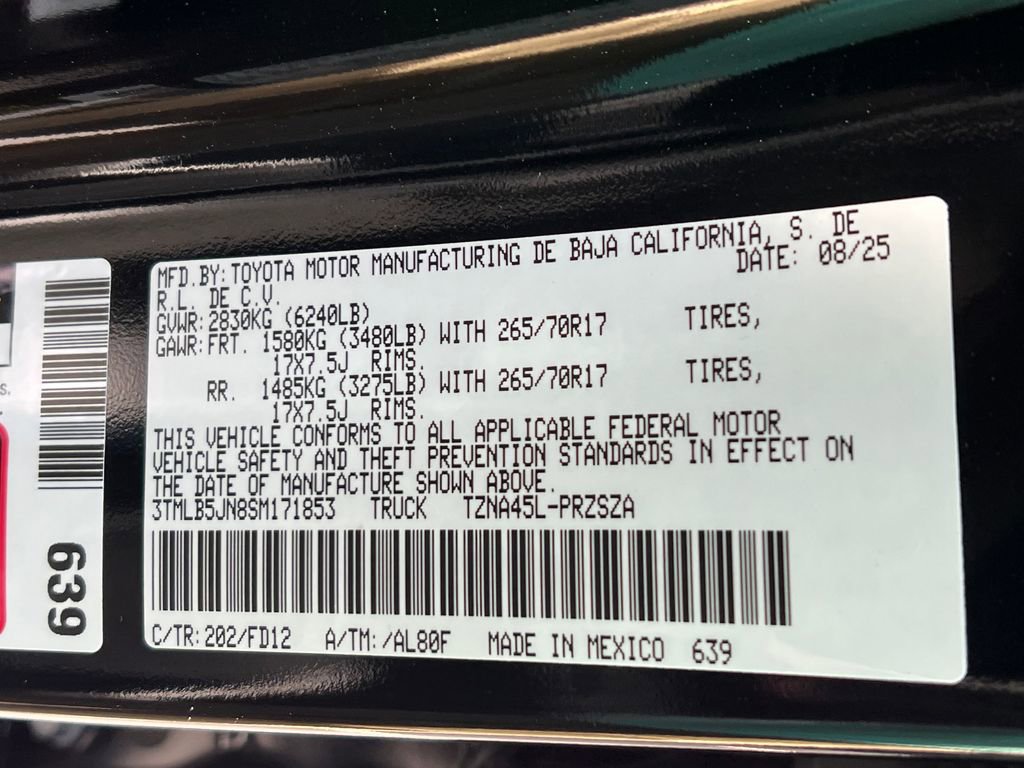 MFD.BY: TOYOTA MOTOR MANUFACTURING DE BAJA CALIFORNIA, S. DE
R.L. DE C.V. DATE: 08/25
GVWR: 2830KG (6240LB)
GAWR: FRT. 1580KG (3480LB) WITH 265/70R17 TIRES,
17X7.5J RIMS.
RR. 1485KG (3275LB) WITH 265/70R17 TIRES,
17X7.5J RIMS.
THIS VEHICLE CONFORMS TO ALL APPLICABLE FEDERAL MOTOR
VEHICLE SAFETY AND THEFT PREVENTION STANDARDS IN EFFECT ON
THE DATE OF MANUFACTURE SHOWN ABOVE.
3TMLB5JN8SM171853 TRUCK TZNA45L-PRZSZA
C/TR: 202/FD12 A/TM: /AL80F MADE IN MEXICO 639
639